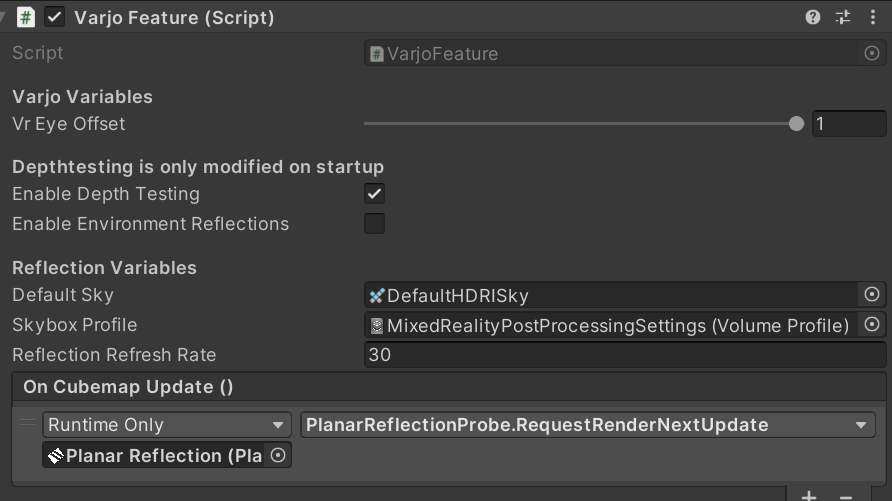 Varjo Feature (Script)
Script VarjoFeature
Varjo Variables
Vr Eye Offset 1
Depthtesting is only modified on startup
Enable Depth Testing
Enable Environment Reflections
Reflection Variables
Default Sky DefaultHDRISky
Skybox Profile MixedRealityPostProcessingSettings (Volume Profile)
Reflection Refresh Rate 30
On Cubemap Update ()
Runtime Only PlanarReflectionProbe.RequestRenderNextUpdate
Planar Reflection (Pla